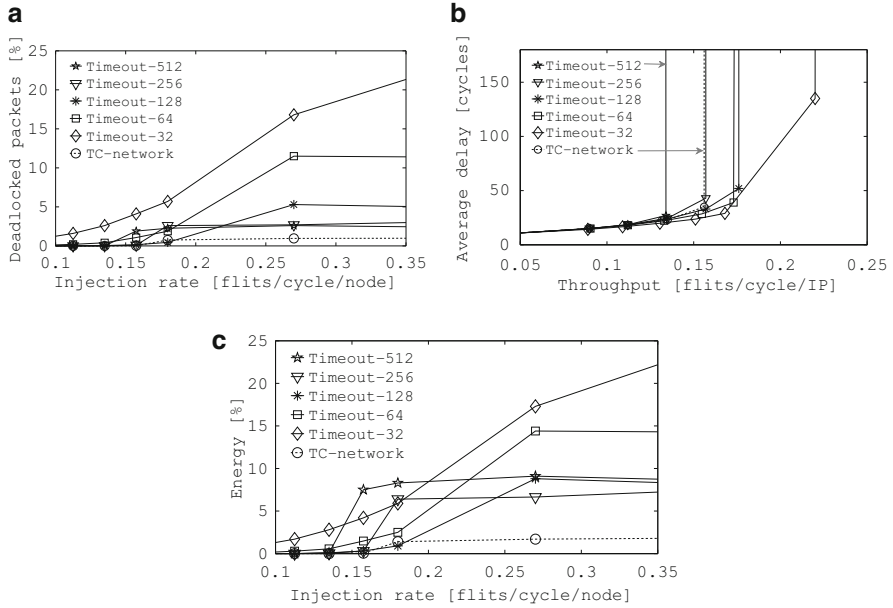 a
Deadlocked packets [%]
25
20
15
10
5
0
Timeout-512
Timeout-256
Timeout-128
Timeout-64
Timeout-32
TC-network
0.1 0.15 0.2 0.25 0.3 0.35
Injection rate [flits/cycle/node]
b
Average delay [cycles]
150
100
50
0
Timeout-512
Timeout-256
Timeout-128
Timeout-64
Timeout-32
TC-network
0.05 0.1 0.15 0.2 0.25
Throughput [flits/cycle/IP]
c
Energy [%]
25
20
15
10
5
0
Timeout-512
Timeout-256
Timeout-128
Timeout-64
Timeout-32
TC-network
0.1 0.15 0.2 0.25 0.3 0.35
Injection rate [flits/cycle/node]